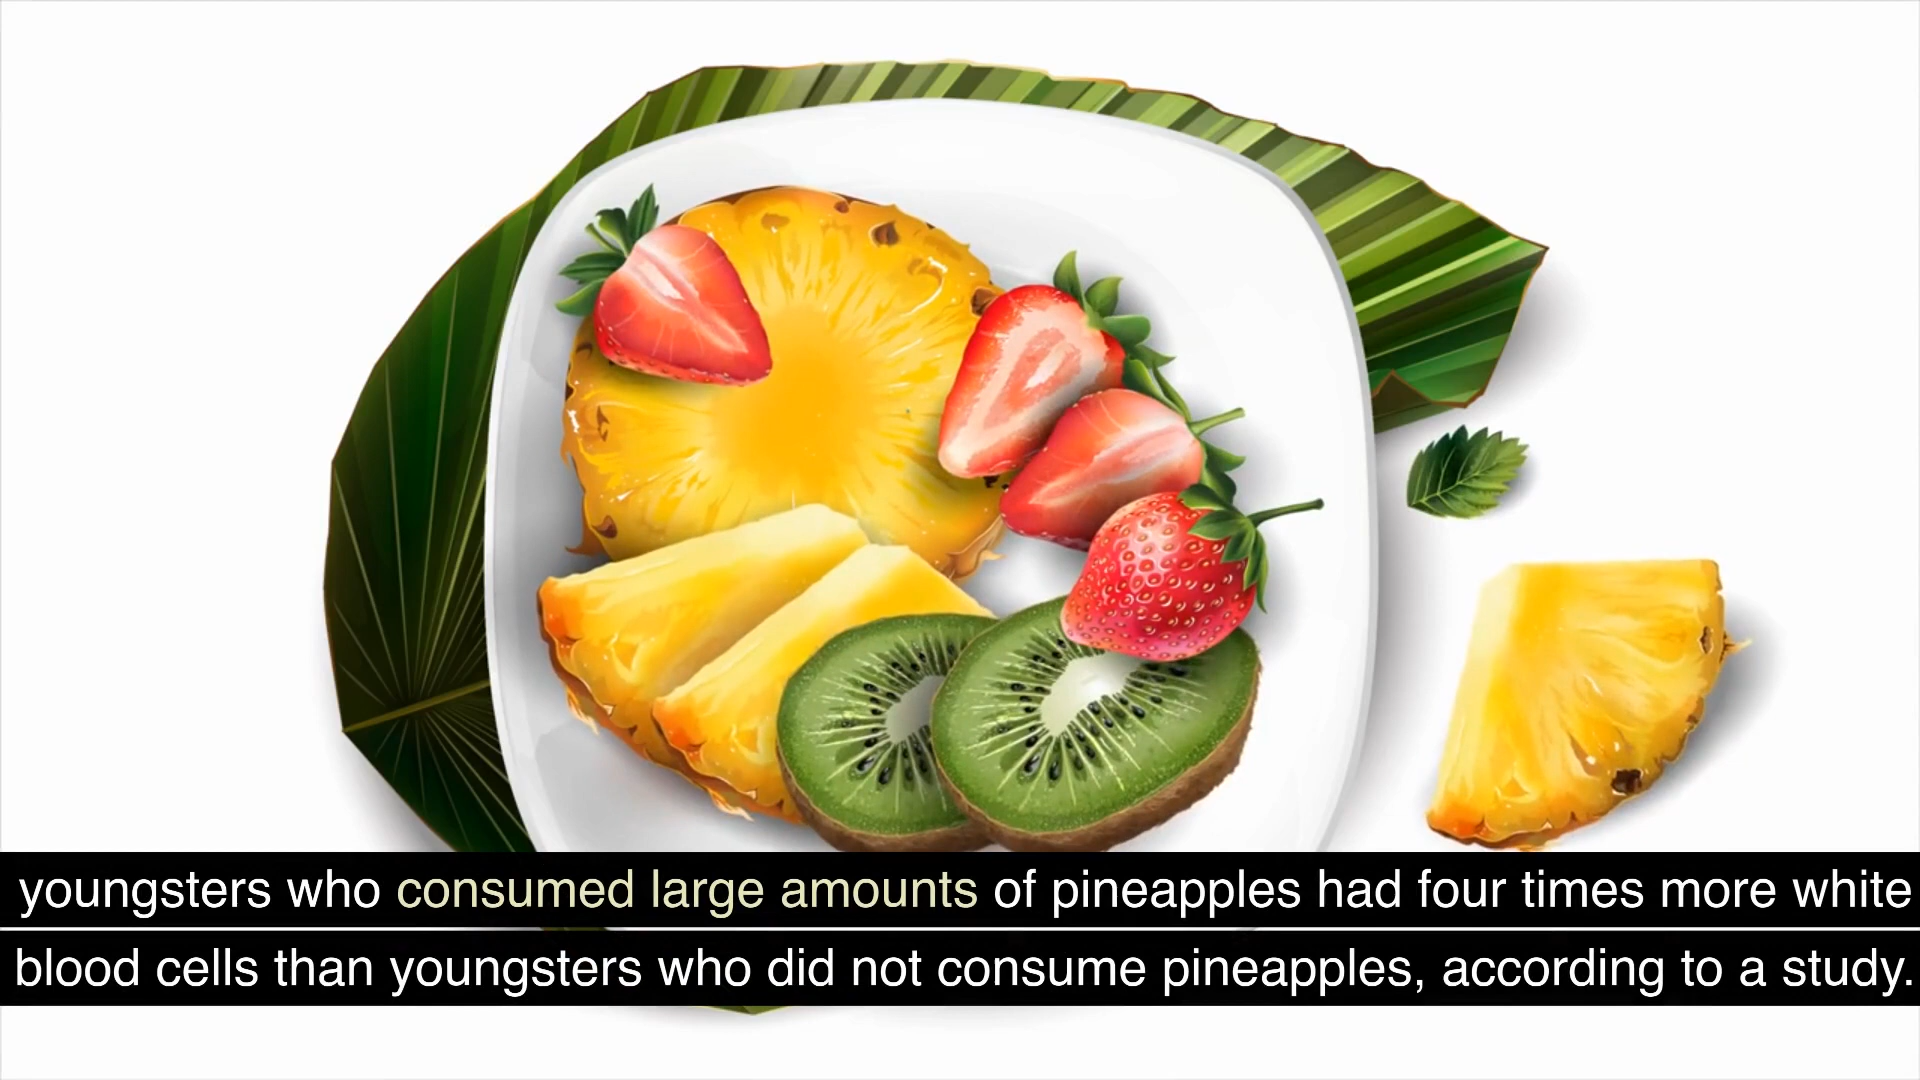 youngsters who consumed large amounts of pineapples had four times more white
blood cells than youngsters who did not consume pineapples, according to a study.